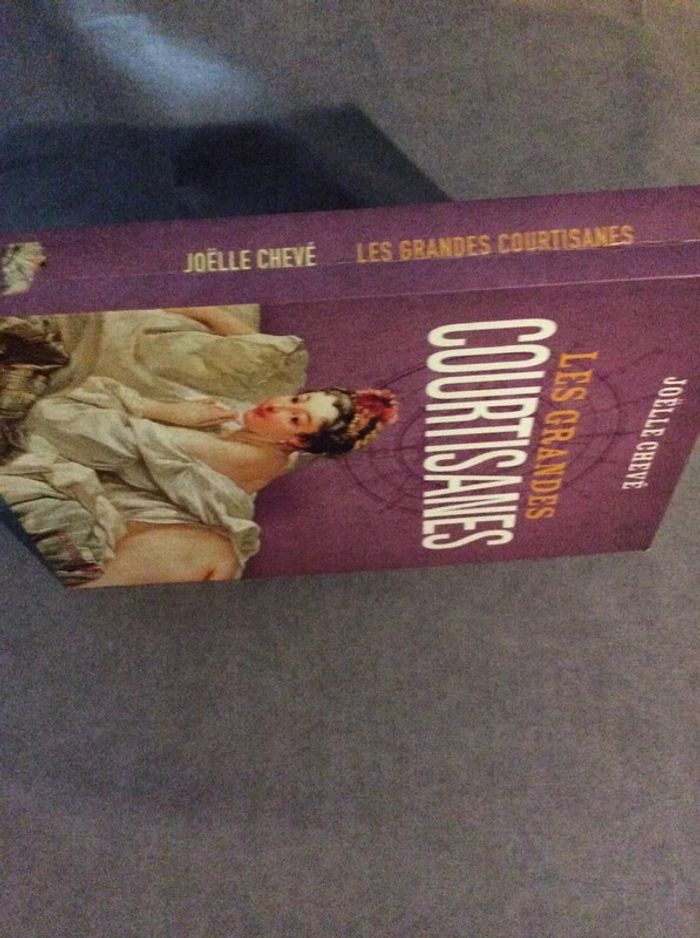 JOËLLE CHEVÉ
LES GRANDES
COURTISANES
JOËLLE CHEVÉ LES GRANDES COURTISANES